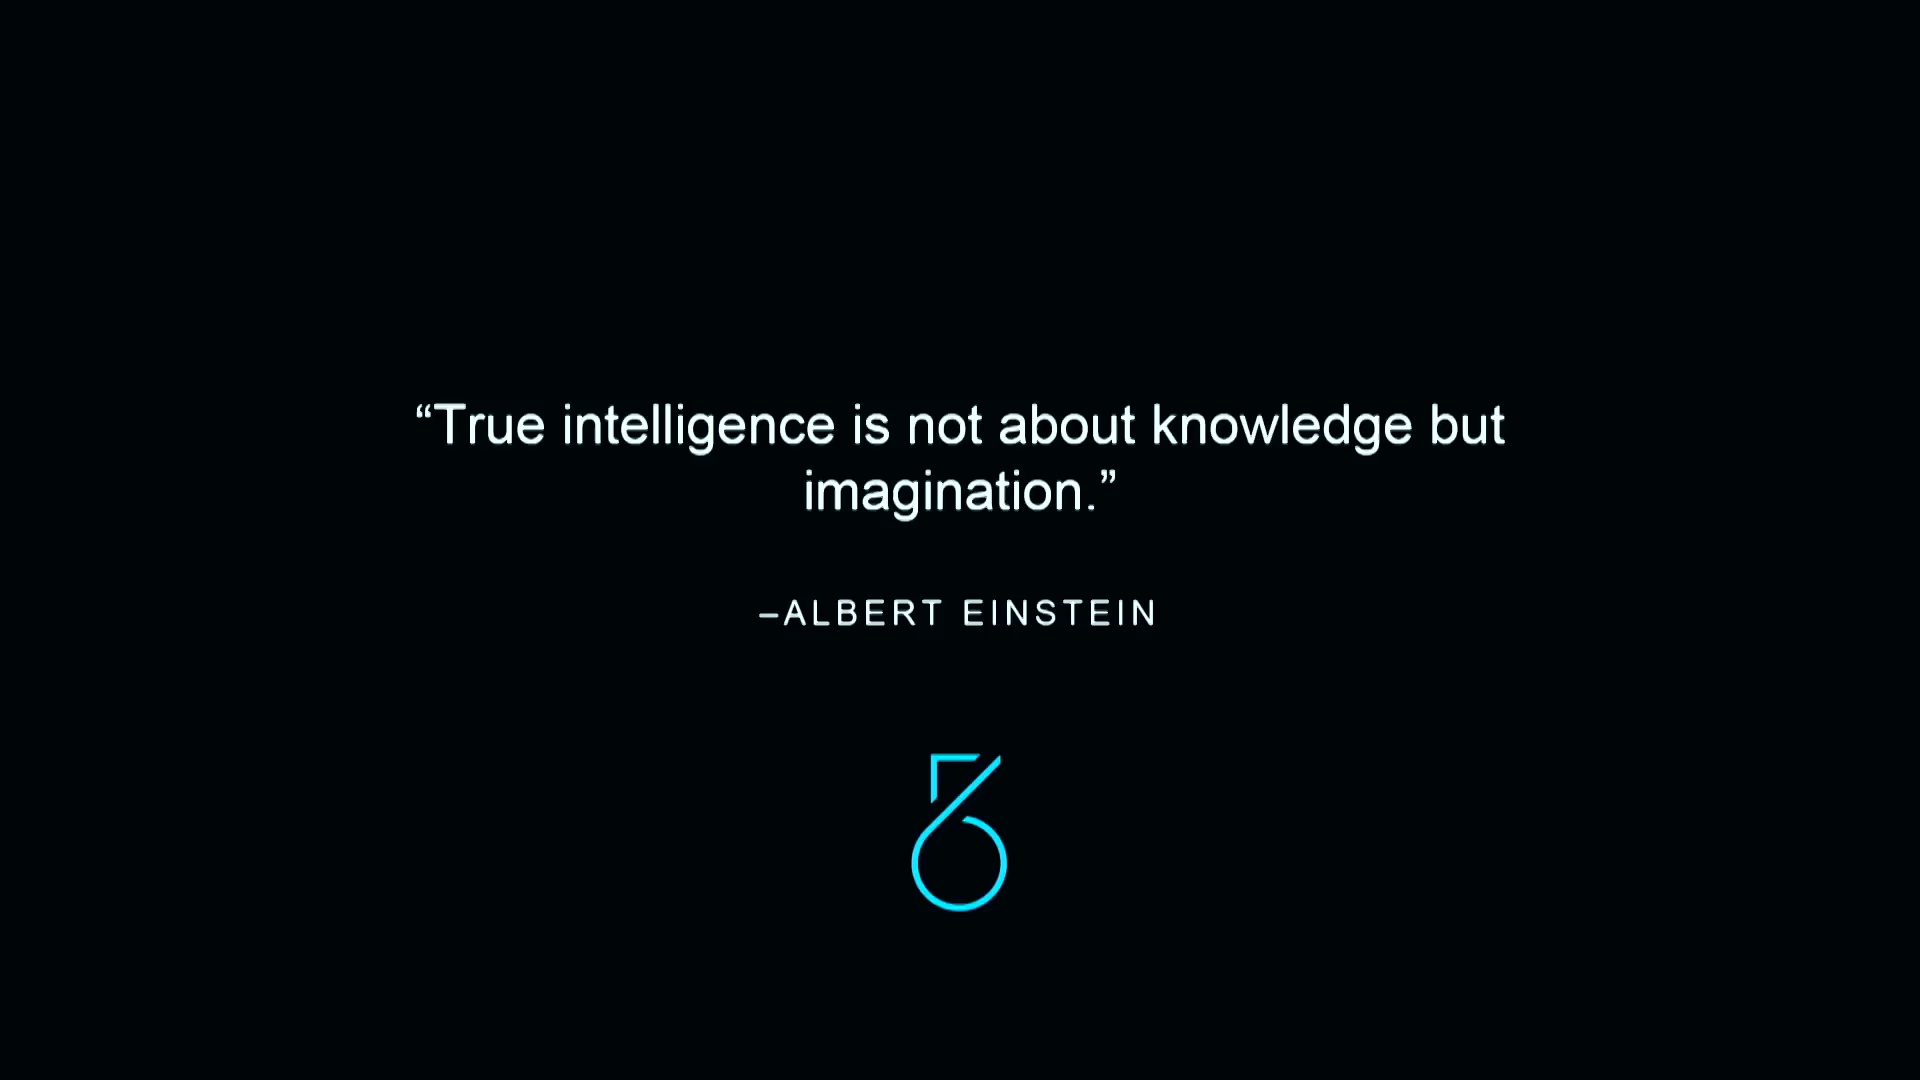 “True intelligence is not about knowledge but
imagination.”
–ALBERT EINSTEIN